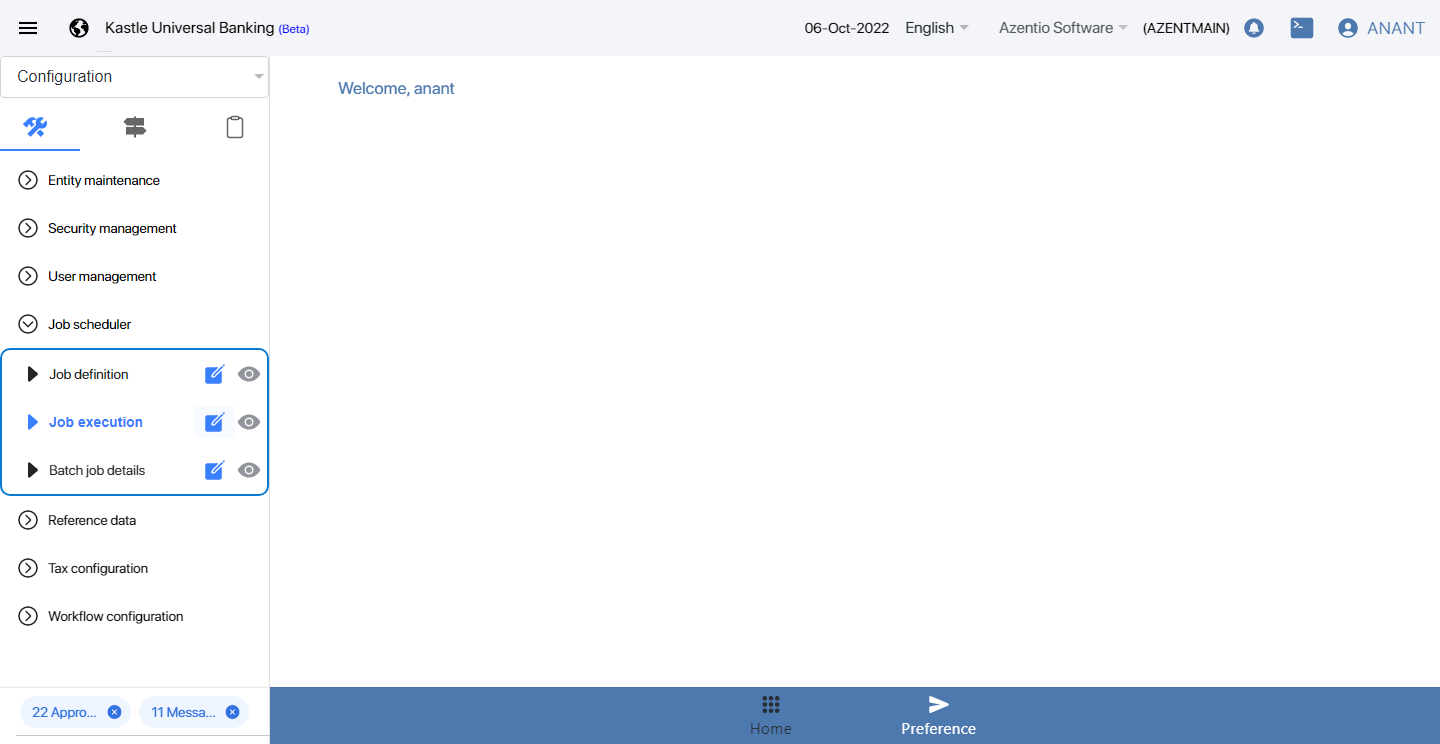 Kastle Universal Banking (Beta)
06-Oct-2022 English Azentio Software (AZENTMAIN) ANANT
Configuration
Welcome, anant
Entity maintenance
Security management
User management
Job scheduler
Job definition
Job execution
Batch job details
Reference data
Tax configuration
Workflow configuration
22 Appro... 11 Messa...
Home Preference